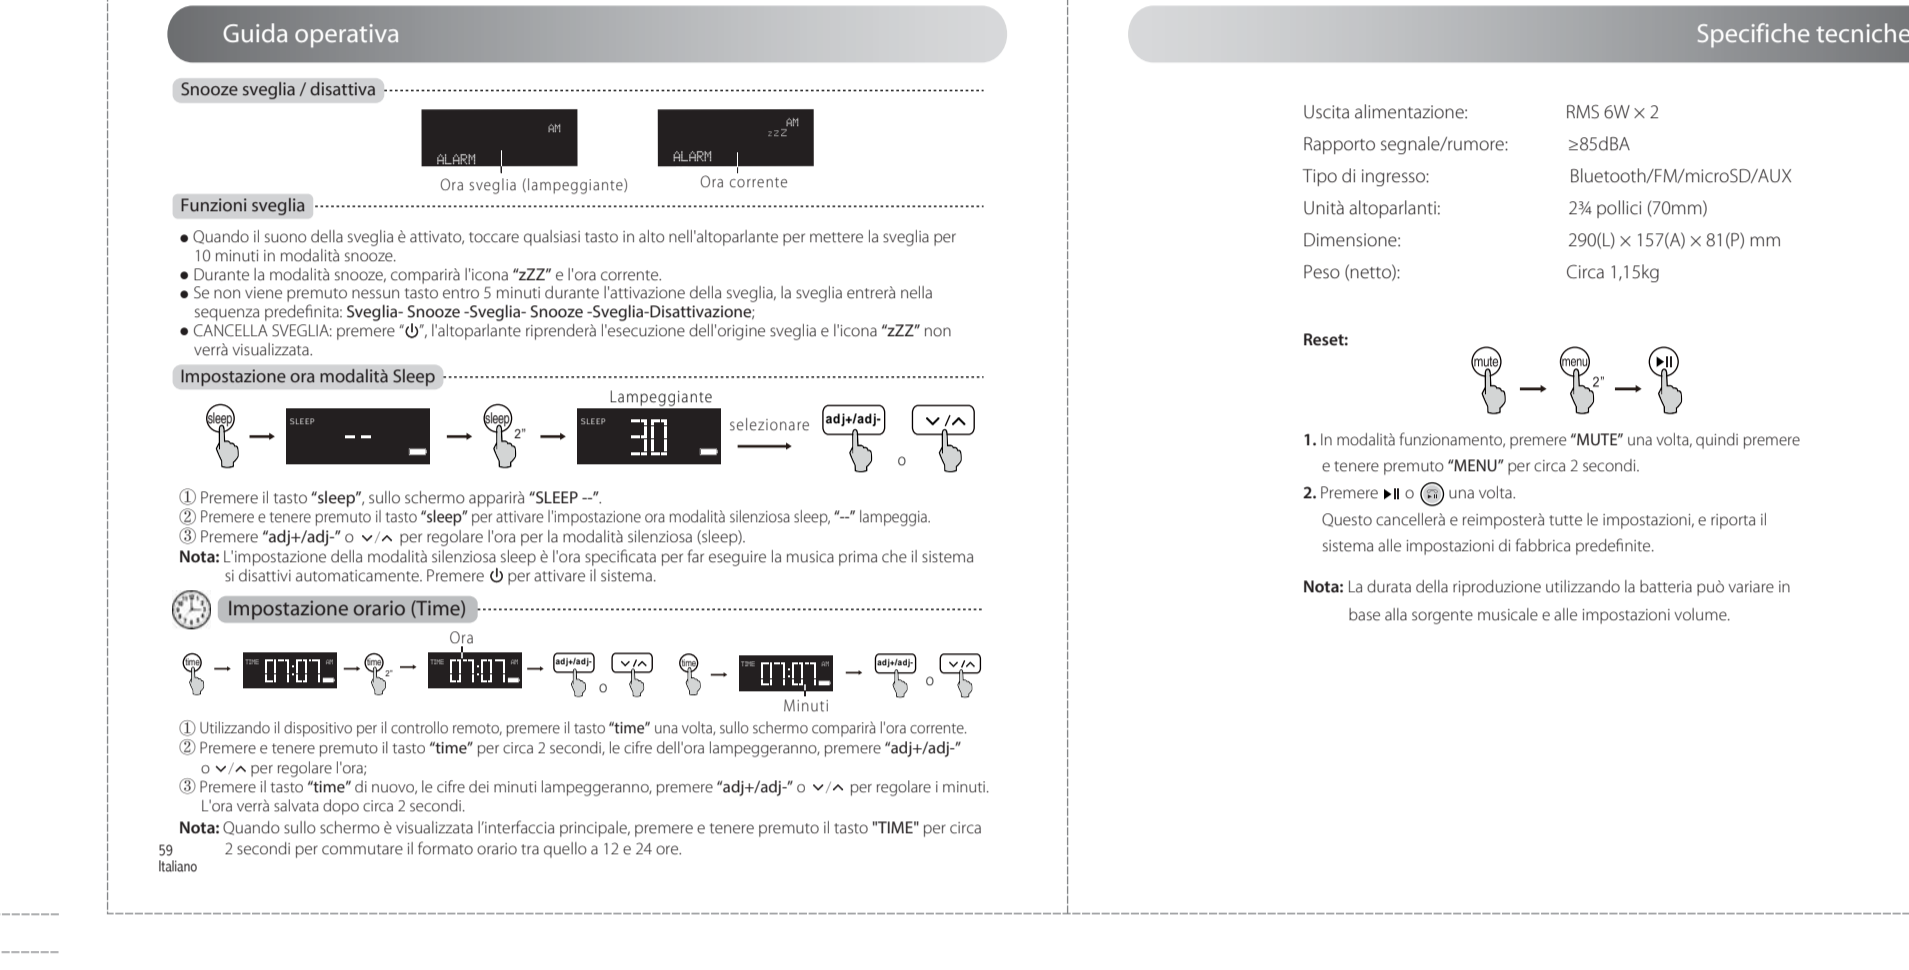 Guida operativa
Snooze sveglia / disattiva
AM
ALARM
AM
zzZ
ALARM
Ora sveglia (lampeggiante)
Ora corrente
Funzioni sveglia
● Quando il suono della sveglia è attivato, toccare qualsiasi tasto in alto nell'altoparlante per mettere la sveglia per
10 minuti in modalità snooze.
● Durante la modalità snooze, comparirà l'icona “zZZ” e l'ora corrente.
● Se non viene premuto nessun tasto entro 5 minuti durante l'attivazione della sveglia, la sveglia entrerà nella
sequenza predefinita: Sveglia- Snooze -Sveglia- Snooze -Sveglia-Disattivazione;
● CANCELLA SVEGLIA: premere “⏻”, l'altoparlante riprenderà l'esecuzione dell'origine sveglia e l'icona “zZZ” non
verrà visualizzata.
Impostazione ora modalità Sleep
Lampeggiante
sleep
SLEEP
--
sleep
2”
SLEEP
30
selezionare
adj+/adj-
o
∨/∧
① Premere il tasto “sleep”, sullo schermo apparirà “SLEEP --”.
② Premere e tenere premuto il tasto “sleep” per attivare l'impostazione ora modalità silenziosa sleep, “--” lampeggia.
③ Premere “adj+/adj-” o ∨/∧ per regolare l'ora per la modalità silenziosa (sleep).
Nota: L'impostazione della modalità silenziosa sleep è l'ora specificata per far eseguire la musica prima che il sistema
si disattivi automaticamente. Premere ⏻ per attivare il sistema.
Impostazione orario (Time)
Ora
time
TIME 07:07 AM
time
2”
TIME 07:07 AM
adj+/adj-
o
∨/∧
time
TIME 07:07 AM
adj+/adj-
o
∨/∧
Minuti
① Utilizzando il dispositivo per il controllo remoto, premere il tasto “time” una volta, sullo schermo comparirà l'ora corrente.
② Premere e tenere premuto il tasto “time” per circa 2 secondi, le cifre dell'ora lampeggeranno, premere “adj+/adj-”
o ∨/∧ per regolare l'ora;
③ Premere il tasto “time” di nuovo, le cifre dei minuti lampeggeranno, premere “adj+/adj-” o ∨/∧ per regolare i minuti.
L'ora verrà salvata dopo circa 2 secondi.
Nota: Quando sullo schermo è visualizzata l’interfaccia principale, premere e tenere premuto il tasto "TIME" per circa
2 secondi per commutare il formato orario tra quello a 12 e 24 ore.
59
Italiano
Specifiche tecniche
Uscita alimentazione: RMS 6W × 2
Rapporto segnale/rumore: ≥85dBA
Tipo di ingresso: Bluetooth/FM/microSD/AUX
Unità altoparlanti: 2¾ pollici (70mm)
Dimensione: 290(L) × 157(A) × 81(P) mm
Peso (netto): Circa 1,15kg
Reset:
mute
menu
2”
1. In modalità funzionamento, premere “MUTE” una volta, quindi premere
e tenere premuto “MENU” per circa 2 secondi.
2. Premere ▶II o una volta.
Questo cancellerà e reimposterà tutte le impostazioni, e riporta il
sistema alle impostazioni di fabbrica predefinite.
Nota: La durata della riproduzione utilizzando la batteria può variare in
base alla sorgente musicale e alle impostazioni volume.